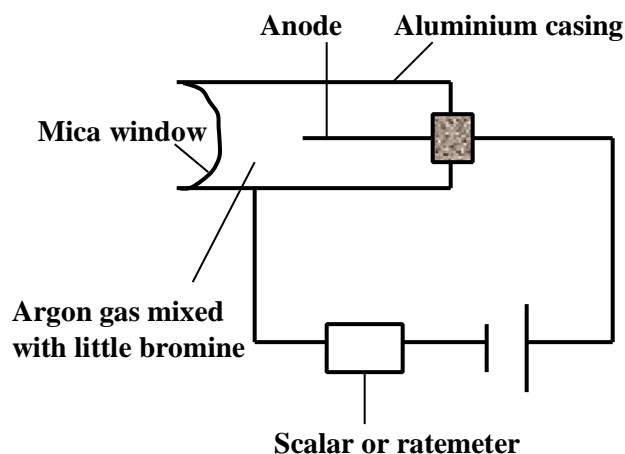 Anode
Aluminium casing
Mica window
Argon gas mixed
with little bromine
Scalar or ratemeter